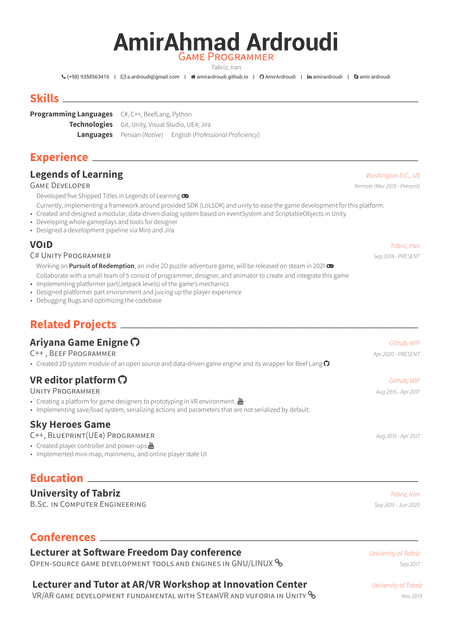 AmirAhmad Ardroudi
Game Programmer
Tabriz, Iran
(+98) 9358563416 | a.ardroudi@gmail.com | amirardroudi.github.io | AmirArdroudi | amirardroudi | amir.ardroudi
Skills
Programming Languages C#, C++, BeefLang, Python
Technologies Git, Unity, Visual Studio, UE4, Jira
Languages Persian (Native) English (Professional Proficiency)
Experience
Legends of Learning Washington D.C., US
Game Developer Remote (Mar 2019 - Present)
Developed five Shipped Titles in Legends of Learning
Currently, implementing a framework around provided SDK (LoLSDK) and unity to ease the game development for this platform.
• Created and designed a modular, data-driven dialog system based on eventSystem and ScriptableObjects in Unity.
• Developing whole gameplays and tools for designer
• Designed a development pipeline via Miro and Jira
VOiD Tabriz, Iran
C# Unity Programmer Sep 2018 - PRESENT
Working on Pursuit of Redemption, an indie 2D puzzle-adventure game, will be released on steam in 2021
Collaborate with a small team of 5 consist of programmer, designer, and animator to create and integrate this game
• Implementing platformer part(Jetpack levels) of the game's mechanics
• Designed platformer part environment and juicing up the player experience
• Debugging Bugs and optimizing the codebase
Related Projects
Ariyana Game Enigne Github, WIP
C++ , Beef Programmer Apr 2020 - PRESENT
• Created 2D system module of an open source and data-driven game engine and its wrapper for Beef Lang
VR editor platform Github, WIP
Unity Programmer Aug 2015 - Apr 2017
• Creating a platform for game designers to prototyping in VR environment.
• Implementing save/load system, serializing actions and parameters that are not serializable by default.
Sky Heroes Game
C++, Blueprint(UE4) Programmer Aug 2015 - Apr 2017
• Created player controller and power-ups
• Implemented mini-map, mainmenu, and online player state UI
Education
University of Tabriz Tabriz, Iran
B.Sc. in Computer Engineering Sep 2015 - Jun 2020
Conferences
Lecturer at Software Freedom Day conference University of Tabriz
Open-source game development tools and engines in GNU/LINUX Sep 2017
Lecturer and Tutor at AR/VR Workshop at Innovation Center University of Tabriz
VR/AR game development fundamental with SteamVR and vuforia in Unity Nov 2019